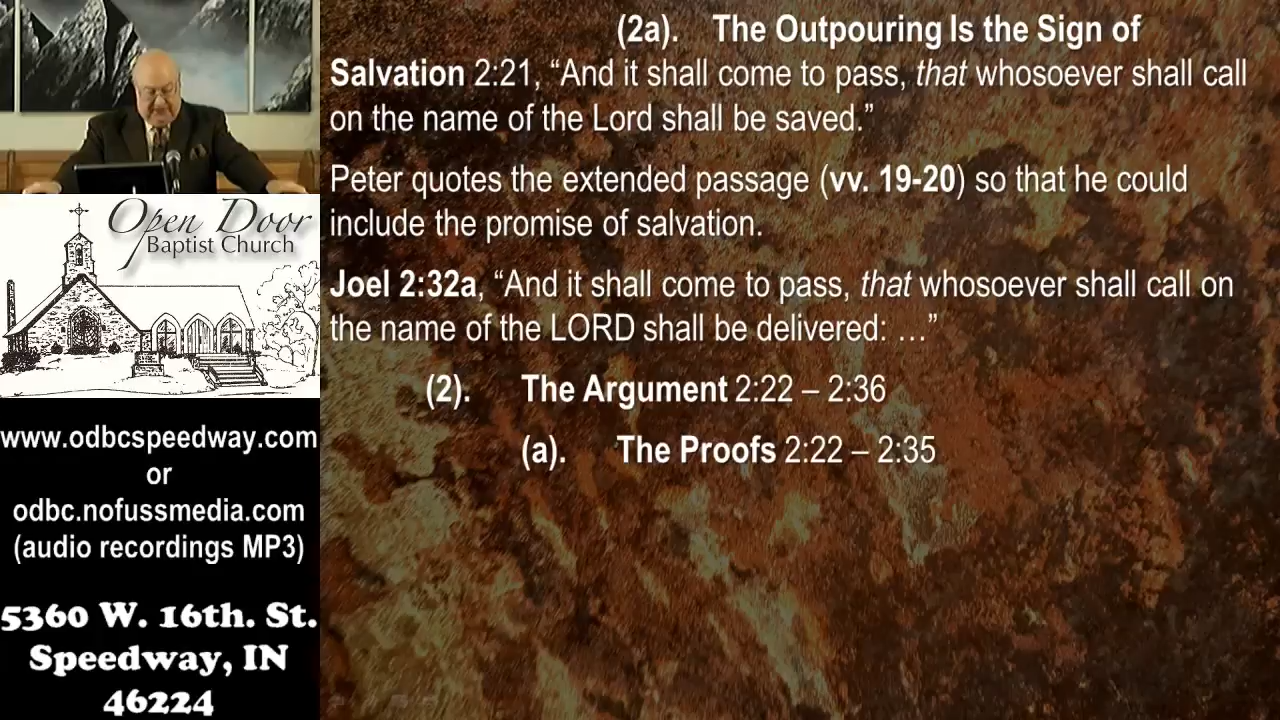 (2a). The Outpouring Is the Sign of
Salvation 2:21, “And it shall come to pass, that whosoever shall call
on the name of the Lord shall be saved.”
Peter quotes the extended passage (vv. 19-20) so that he could
include the promise of salvation.
Joel 2:32a, “And it shall come to pass, that whosoever shall call on
the name of the LORD shall be delivered: …”
(2). The Argument 2:22 – 2:36
(a). The Proofs 2:22 – 2:35
Open Door
Baptist Church
www.odbcspeedway.com
or
odbc.nofussmedia.com
(audio recordings MP3)
5360 W. 16th. St.
Speedway, IN
46224